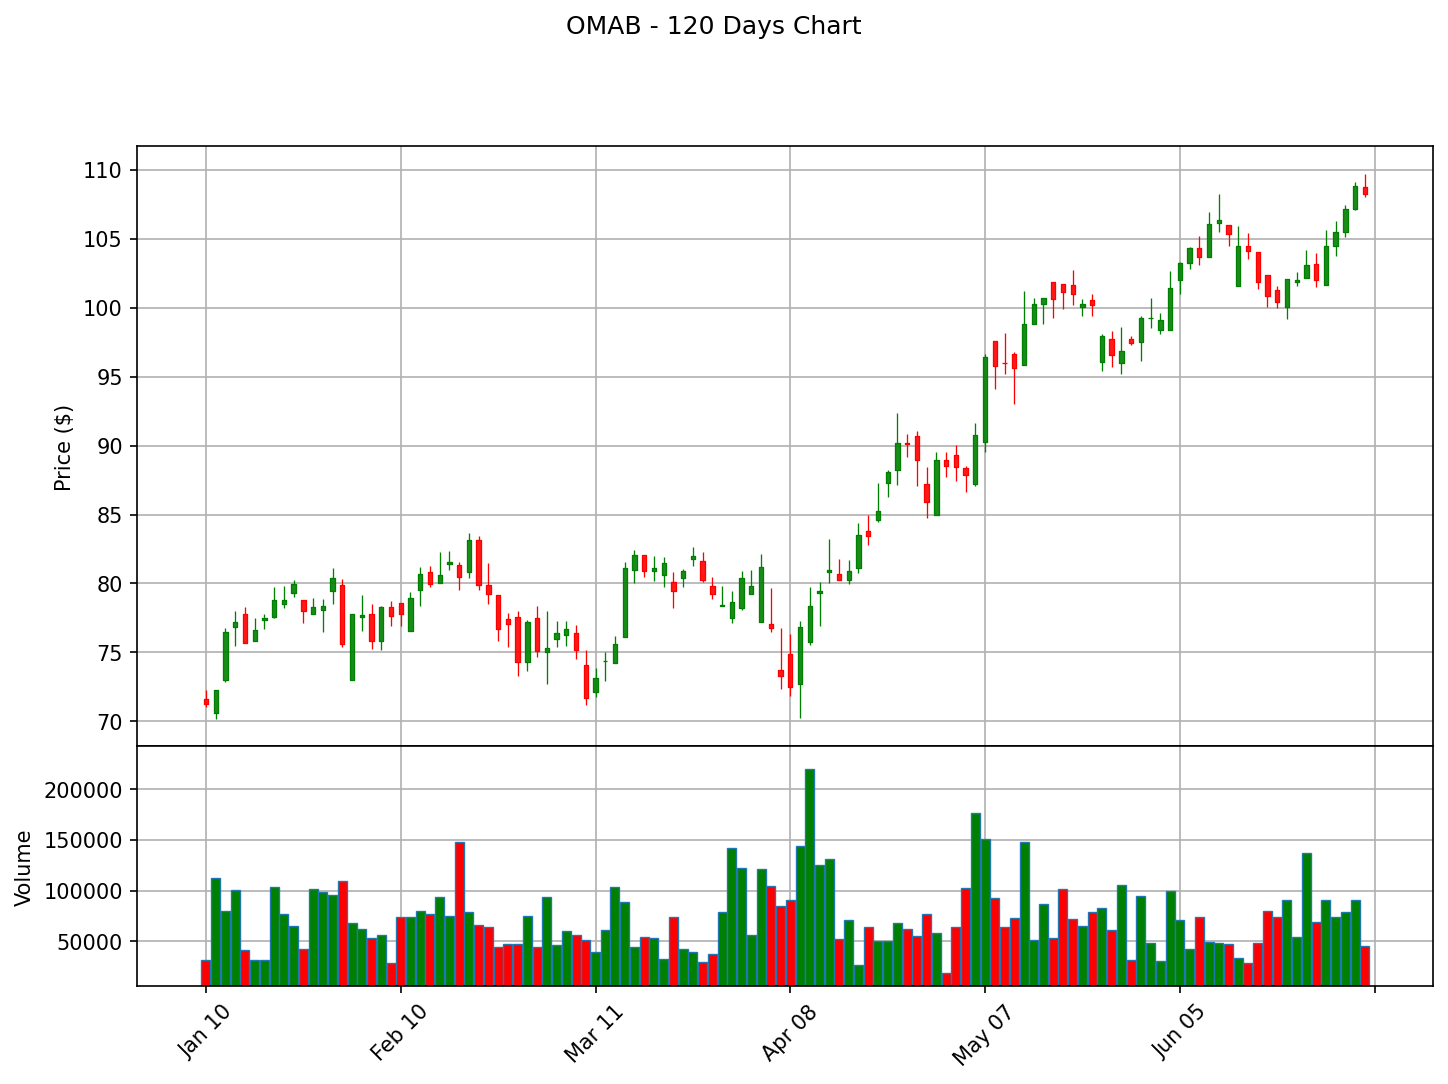 OMAB - 120 Days Chart
110
105
100
95
90
85
80
75
70
Price ($)
200000
150000
100000
50000
Volume
Jan 10
Feb 10
Mar 11
Apr 08
May 07
Jun 05